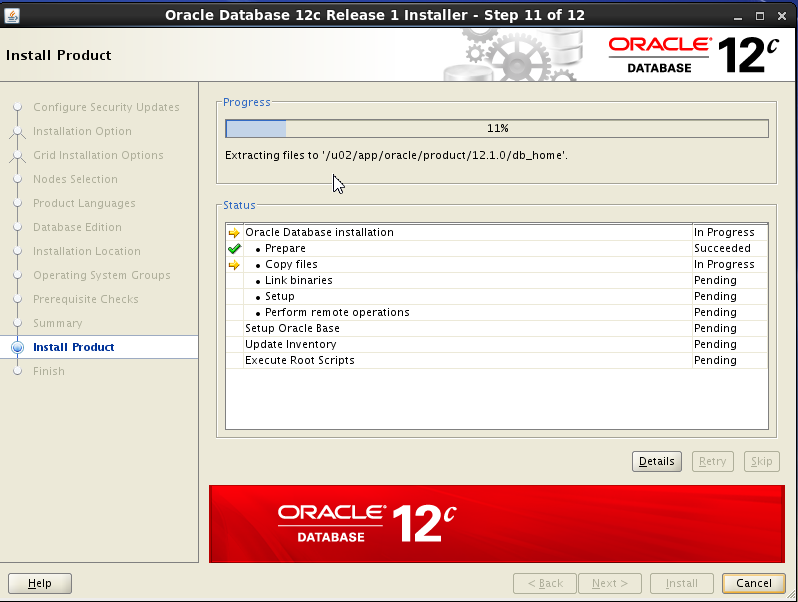 Oracle Database 12c Release 1 Installer - Step 11 of 12
Install Product
ORACLE DATABASE 12c
Configure Security Updates
Installation Option
Grid Installation Options
Nodes Selection
Product Languages
Database Edition
Installation Location
Operating System Groups
Prerequisite Checks
Summary
Install Product
Finish
Progress
11%
Extracting files to '/u02/app/oracle/product/12.1.0/db_home'.
Status
Oracle Database installation In Progress
• Prepare Succeeded
• Copy files In Progress
• Link binaries Pending
• Setup Pending
• Perform remote operations Pending
Setup Oracle Base Pending
Update Inventory Pending
Execute Root Scripts Pending
Details Retry Skip
ORACLE DATABASE 12c
Help < Back Next > Install Cancel